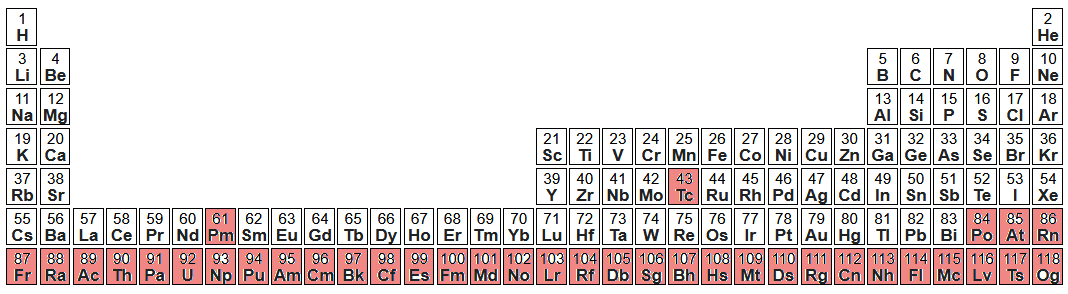 1 2
H He
3 4 5 6 7 8 9 10
Li Be B C N O F Ne
11 12 13 14 15 16 17 18
Na Mg Al Si P S Cl Ar
19 20 21 22 23 24 25 26 27 28 29 30 31 32 33 34 35 36
K Ca Sc Ti V Cr Mn Fe Co Ni Cu Zn Ga Ge As Se Br Kr
37 38 39 40 41 42 43 44 45 46 47 48 49 50 51 52 53 54
Rb Sr Y Zr Nb Mo Tc Ru Rh Pd Ag Cd In Sn Sb Te I Xe
55 56 57 58 59 60 61 62 63 64 65 66 67 68 69 70 71 72 73 74 75 76 77 78 79 80 81 82 83 84 85 86
Cs Ba La Ce Pr Nd Pm Sm Eu Gd Tb Dy Ho Er Tm Yb Lu Hf Ta W Re Os Ir Pt Au Hg Tl Pb Bi Po At Rn
87 88 89 90 91 92 93 94 95 96 97 98 99 100 101 102 103 104 105 106 107 108 109 110 111 112 113 114 115 116 117 118
Fr Ra Ac Th Pa U Np Pu Am Cm Bk Cf Es Fm Md No Lr Rf Db Sg Bh Hs Mt Ds Rg Cn Nh Fl Mc Lv Ts Og